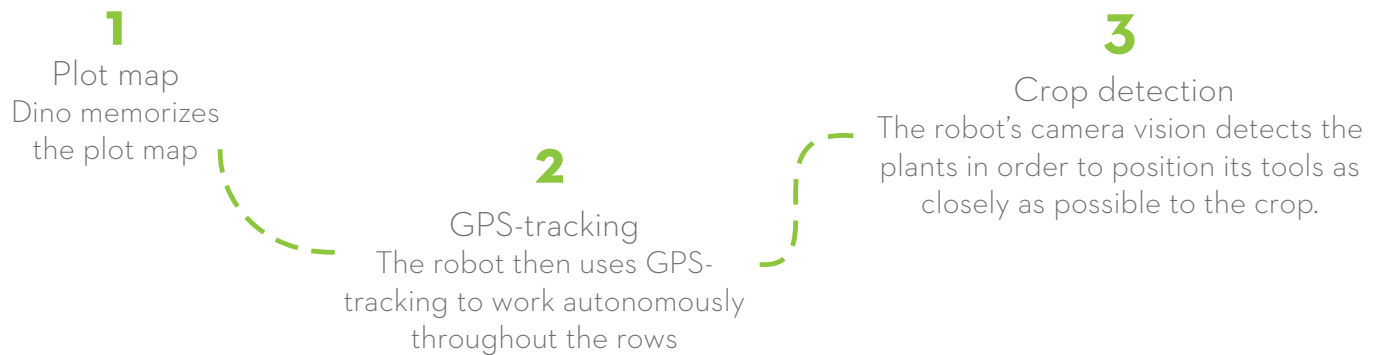 1
Plot map
Dino memorizes
the plot map
2
GPS-tracking
The robot then uses GPS-
tracking to work autonomously
throughout the rows
3
Crop detection
The robot's camera vision detects the
plants in order to position its tools as
closely as possible to the crop.